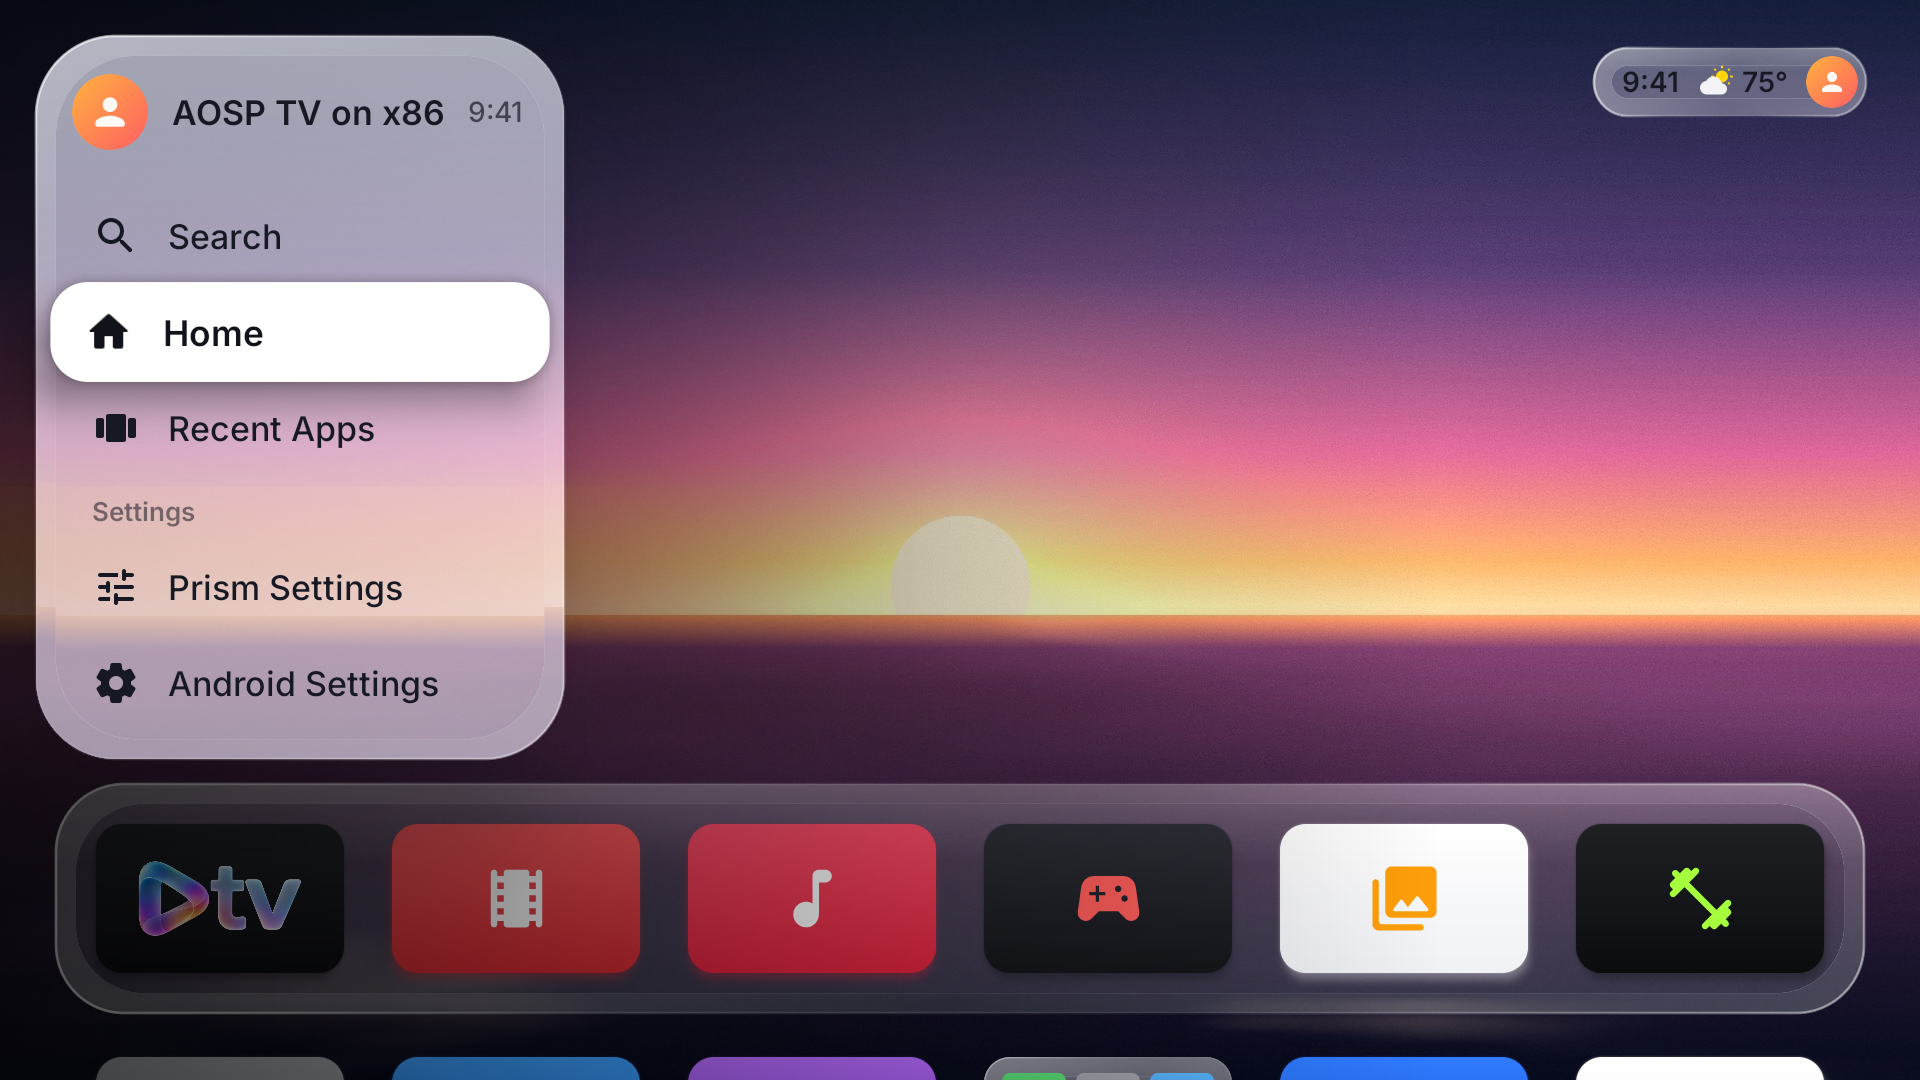 AOSP TV on x86 9:41
Search
Home
Recent Apps
Settings
Prism Settings
Android Settings
9:41 75°
tv